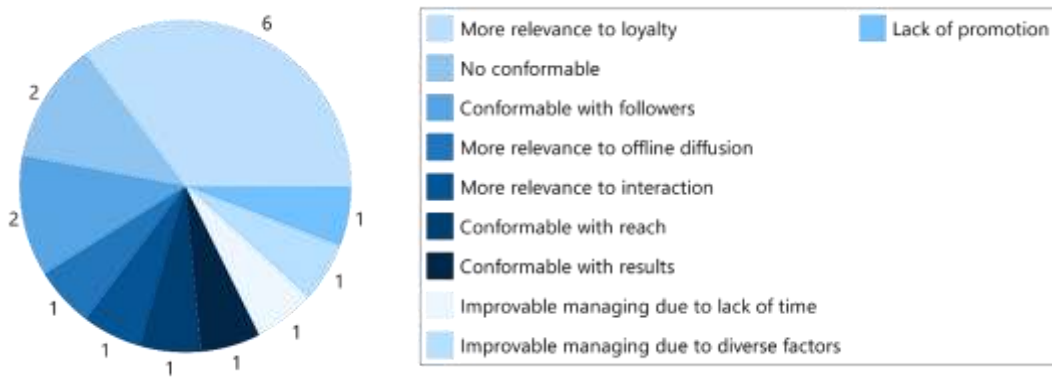 6
2
2
1
1
1
1
1
1
1
More relevance to loyalty
No conformable
Conformable with followers
More relevance to offline diffusion
More relevance to interaction
Conformable with reach
Conformable with results
Improvable managing due to lack of time
Improvable managing due to diverse factors
Lack of promotion